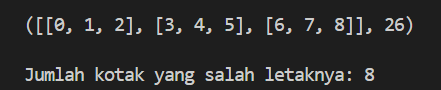 ([[0, 1, 2], [3, 4, 5], [6, 7, 8]], 26)
Jumlah kotak yang salah letaknya: 8